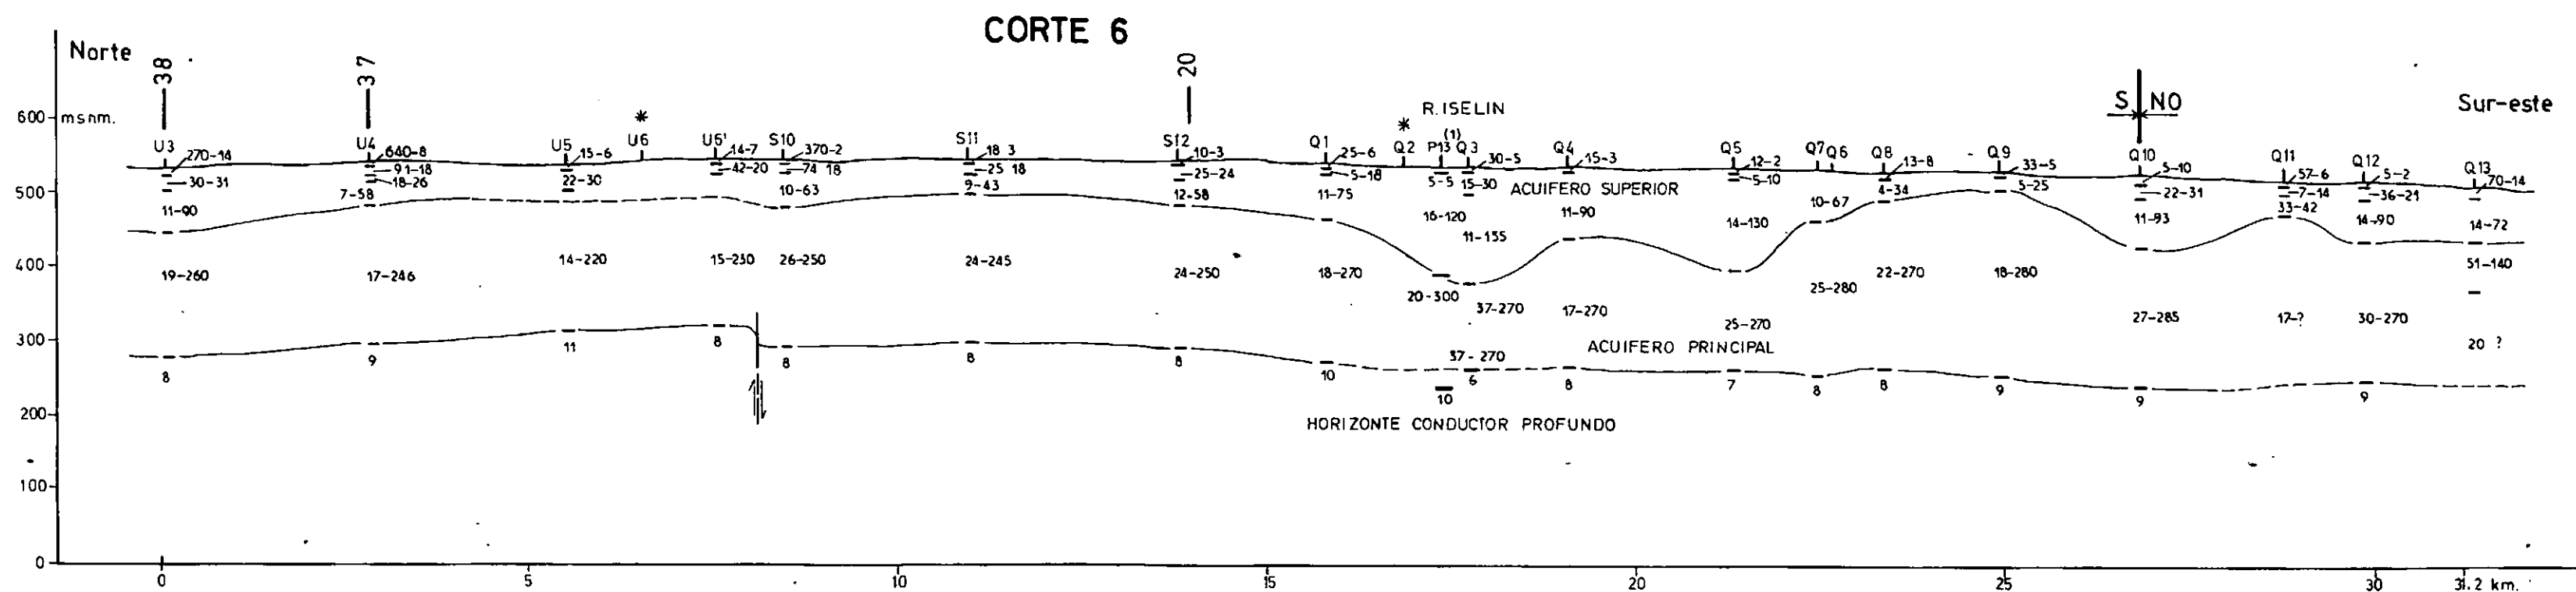 CORTE 6
Norte
38
37
20
S NO
Sur-este
R. ISELIN
(1)
*
*
600 msnm.
U3 U4 U5 U6 U6' S10 S11 S12 Q1 Q2 P13 Q3 Q4 Q5 Q7 Q6 Q8 Q9 Q10 Q11 Q12 Q13
270-14 640-8 15-6 14-7 370-2 18 3 10-3 25-6 30-5 15-3 12-2 13-8 33-5 5-10 57-6 5-2 70-14
30-31 91-18 22-30 42-20 74 18 25 18 25-24 5-18 5-5 15-30 5-10 4-34 5-25 22-31 7-14 36-21
18-26
500
ACUIFERO SUPERIOR
11-90 7-58 10-63 9-43 12-58 11-75 16-120 11-90 14-130 10-67 11-93 33-42 14-90 14-72
11-155
400
19-260 17-246 14-220 15-230 26-250 24-245 24-250 18-270 20-300 37-270 17-270 25-270 25-280 22-270 18-280 27-285 17-? 30-270 51-140
300
ACUIFERO PRINCIPAL
37-270
20 ?
8 9 11 8 8 8 8 10 10 6 8 7 8 8 9 9 9
HORIZONTE CONDUCTOR PROFUNDO
200
100
0
0 5 10 15 20 25 30 31.2 km.